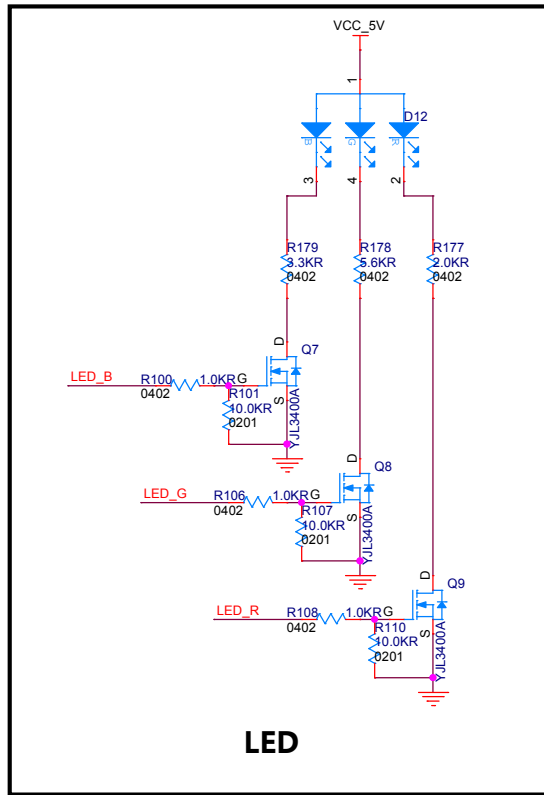 VCC_5V
1
D12
B
G
R
3
4
2
R179
3.3KR
0402
R178
5.6KR
0402
R177
2.0KR
0402
D
Q7
LED_B
R100
1.0KR
G
0402
R101
10.0KR
0201
S
YJL3400A
D
Q8
LED_G
R106
1.0KR
G
0402
R107
10.0KR
0201
S
YJL3400A
D
Q9
LED_R
R108
1.0KR
G
0402
R110
10.0KR
0201
S
YJL3400A
LED